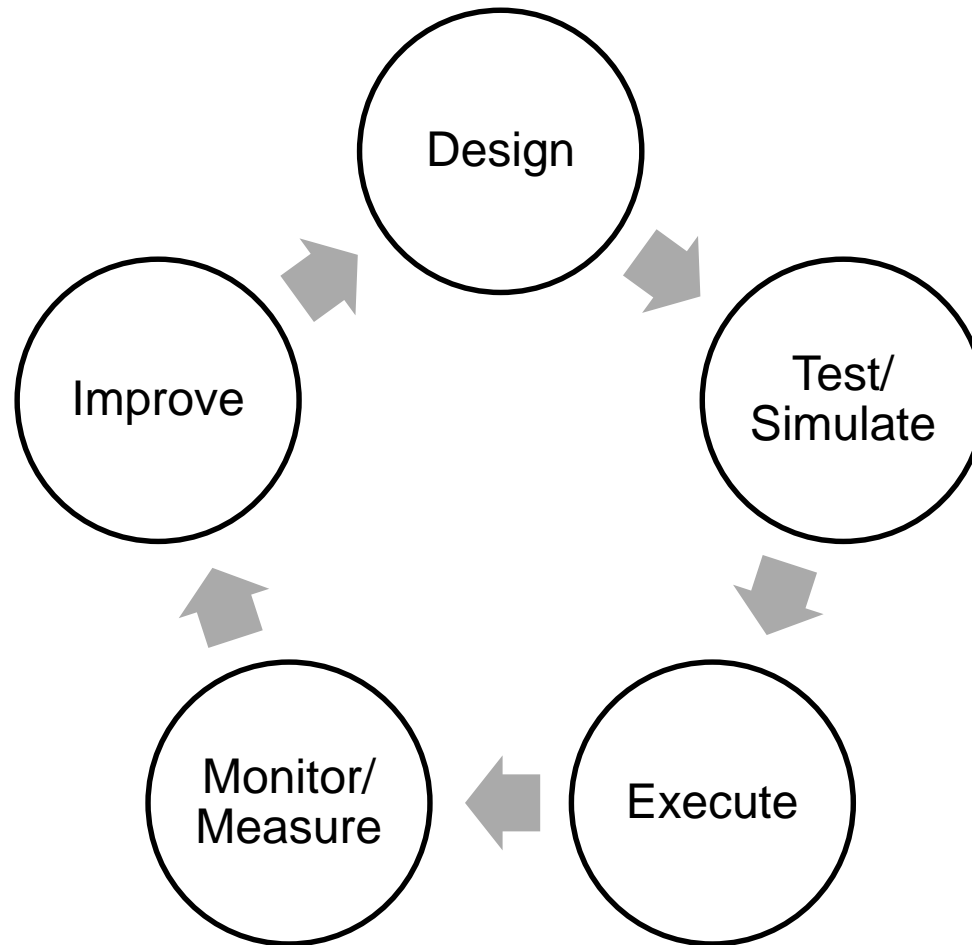 Design
Test/
Simulate
Execute
Monitor/
Measure
Improve